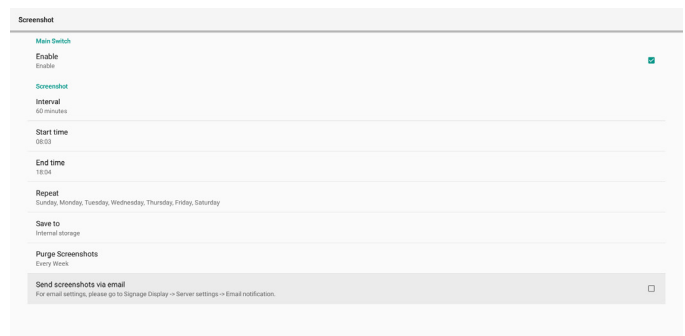 Screenshot
Main Switch
Enable
Enable
Screenshot
Interval
60 minutes
Start time
08:03
End time
18:04
Repeat
Sunday, Monday, Tuesday, Wednesday, Thursday, Friday, Saturday
Save to
Internal storage
Purge Screenshots
Every Week
Send screenshots via email
For email settings, please go to Signage Display -> Server settings -> Email notification.